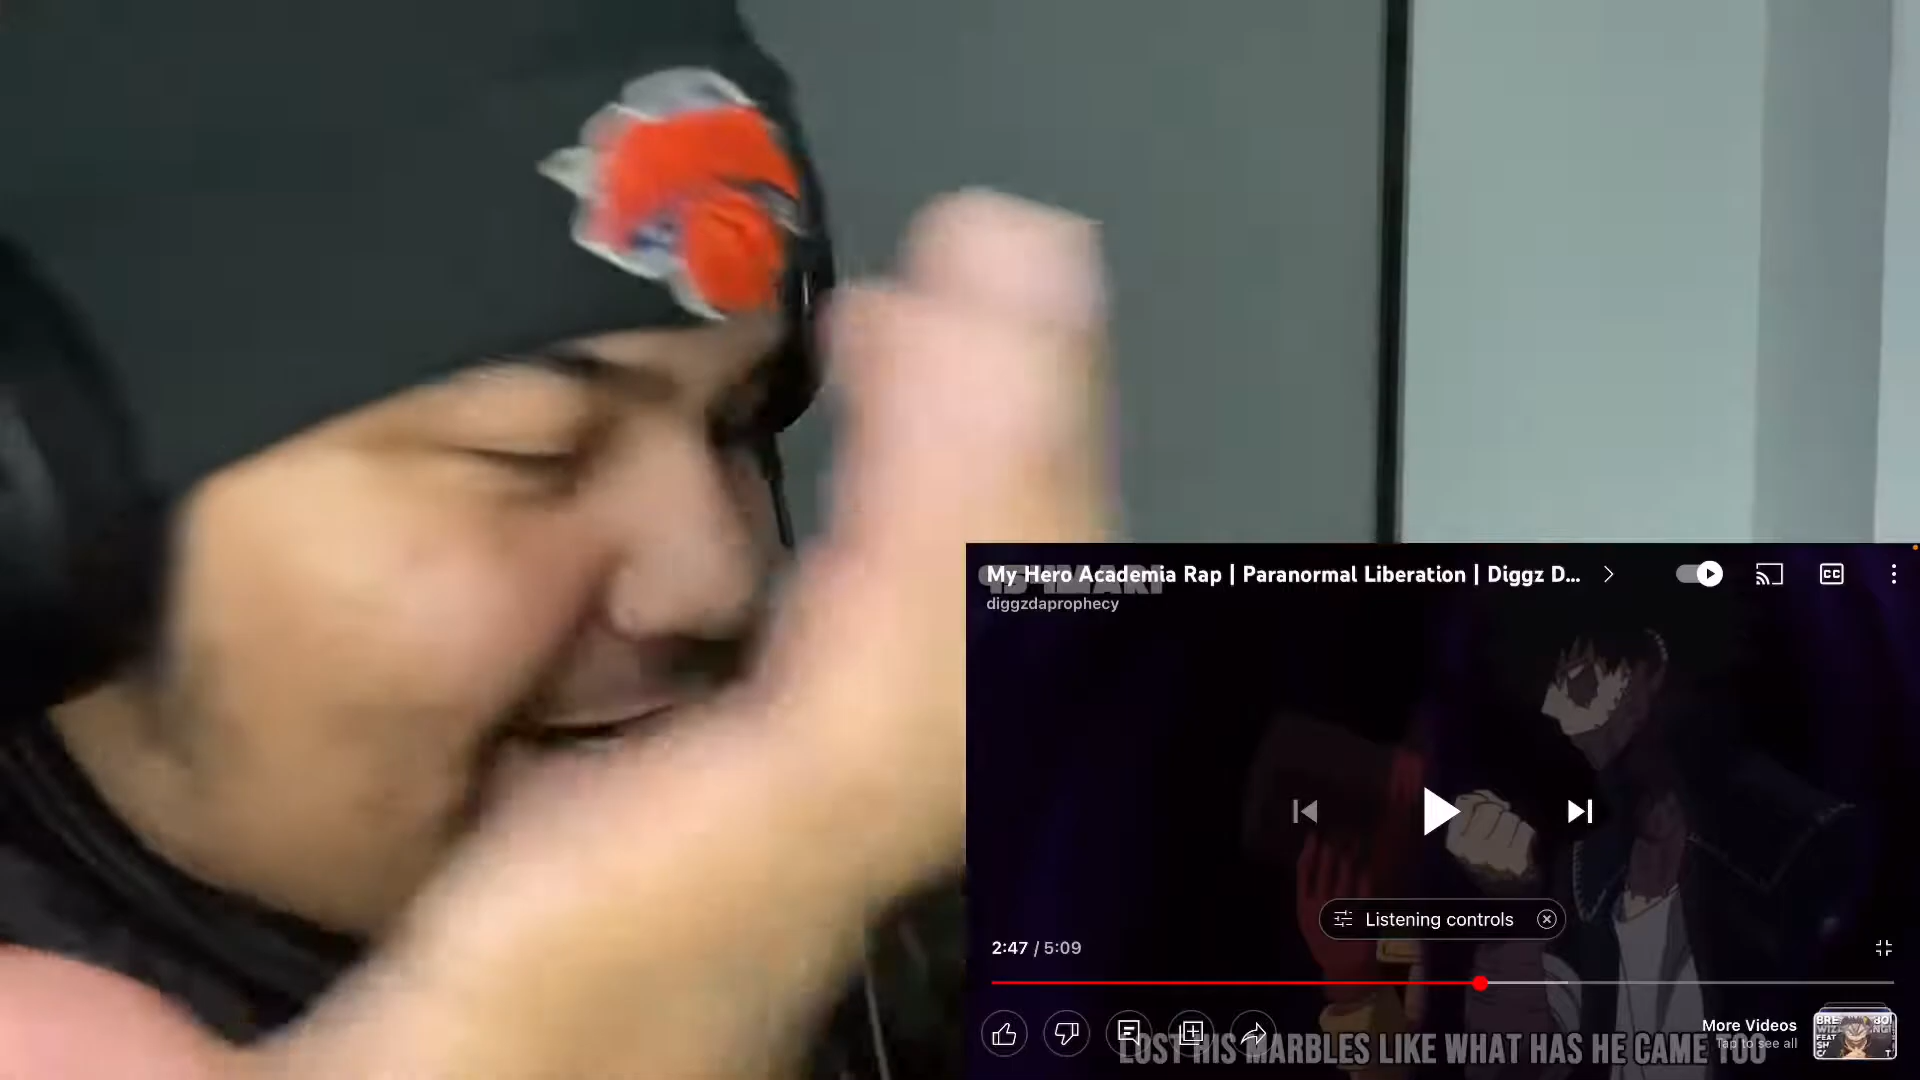 My Hero Academia Rap | Paranormal Liberation | Diggz D...
diggzdaprophecy
CC
Listening controls
2:47 / 5:09
More Videos
Tap to see all
LOST HIS MARBLES LIKE WHAT HAS HE CAME TOO